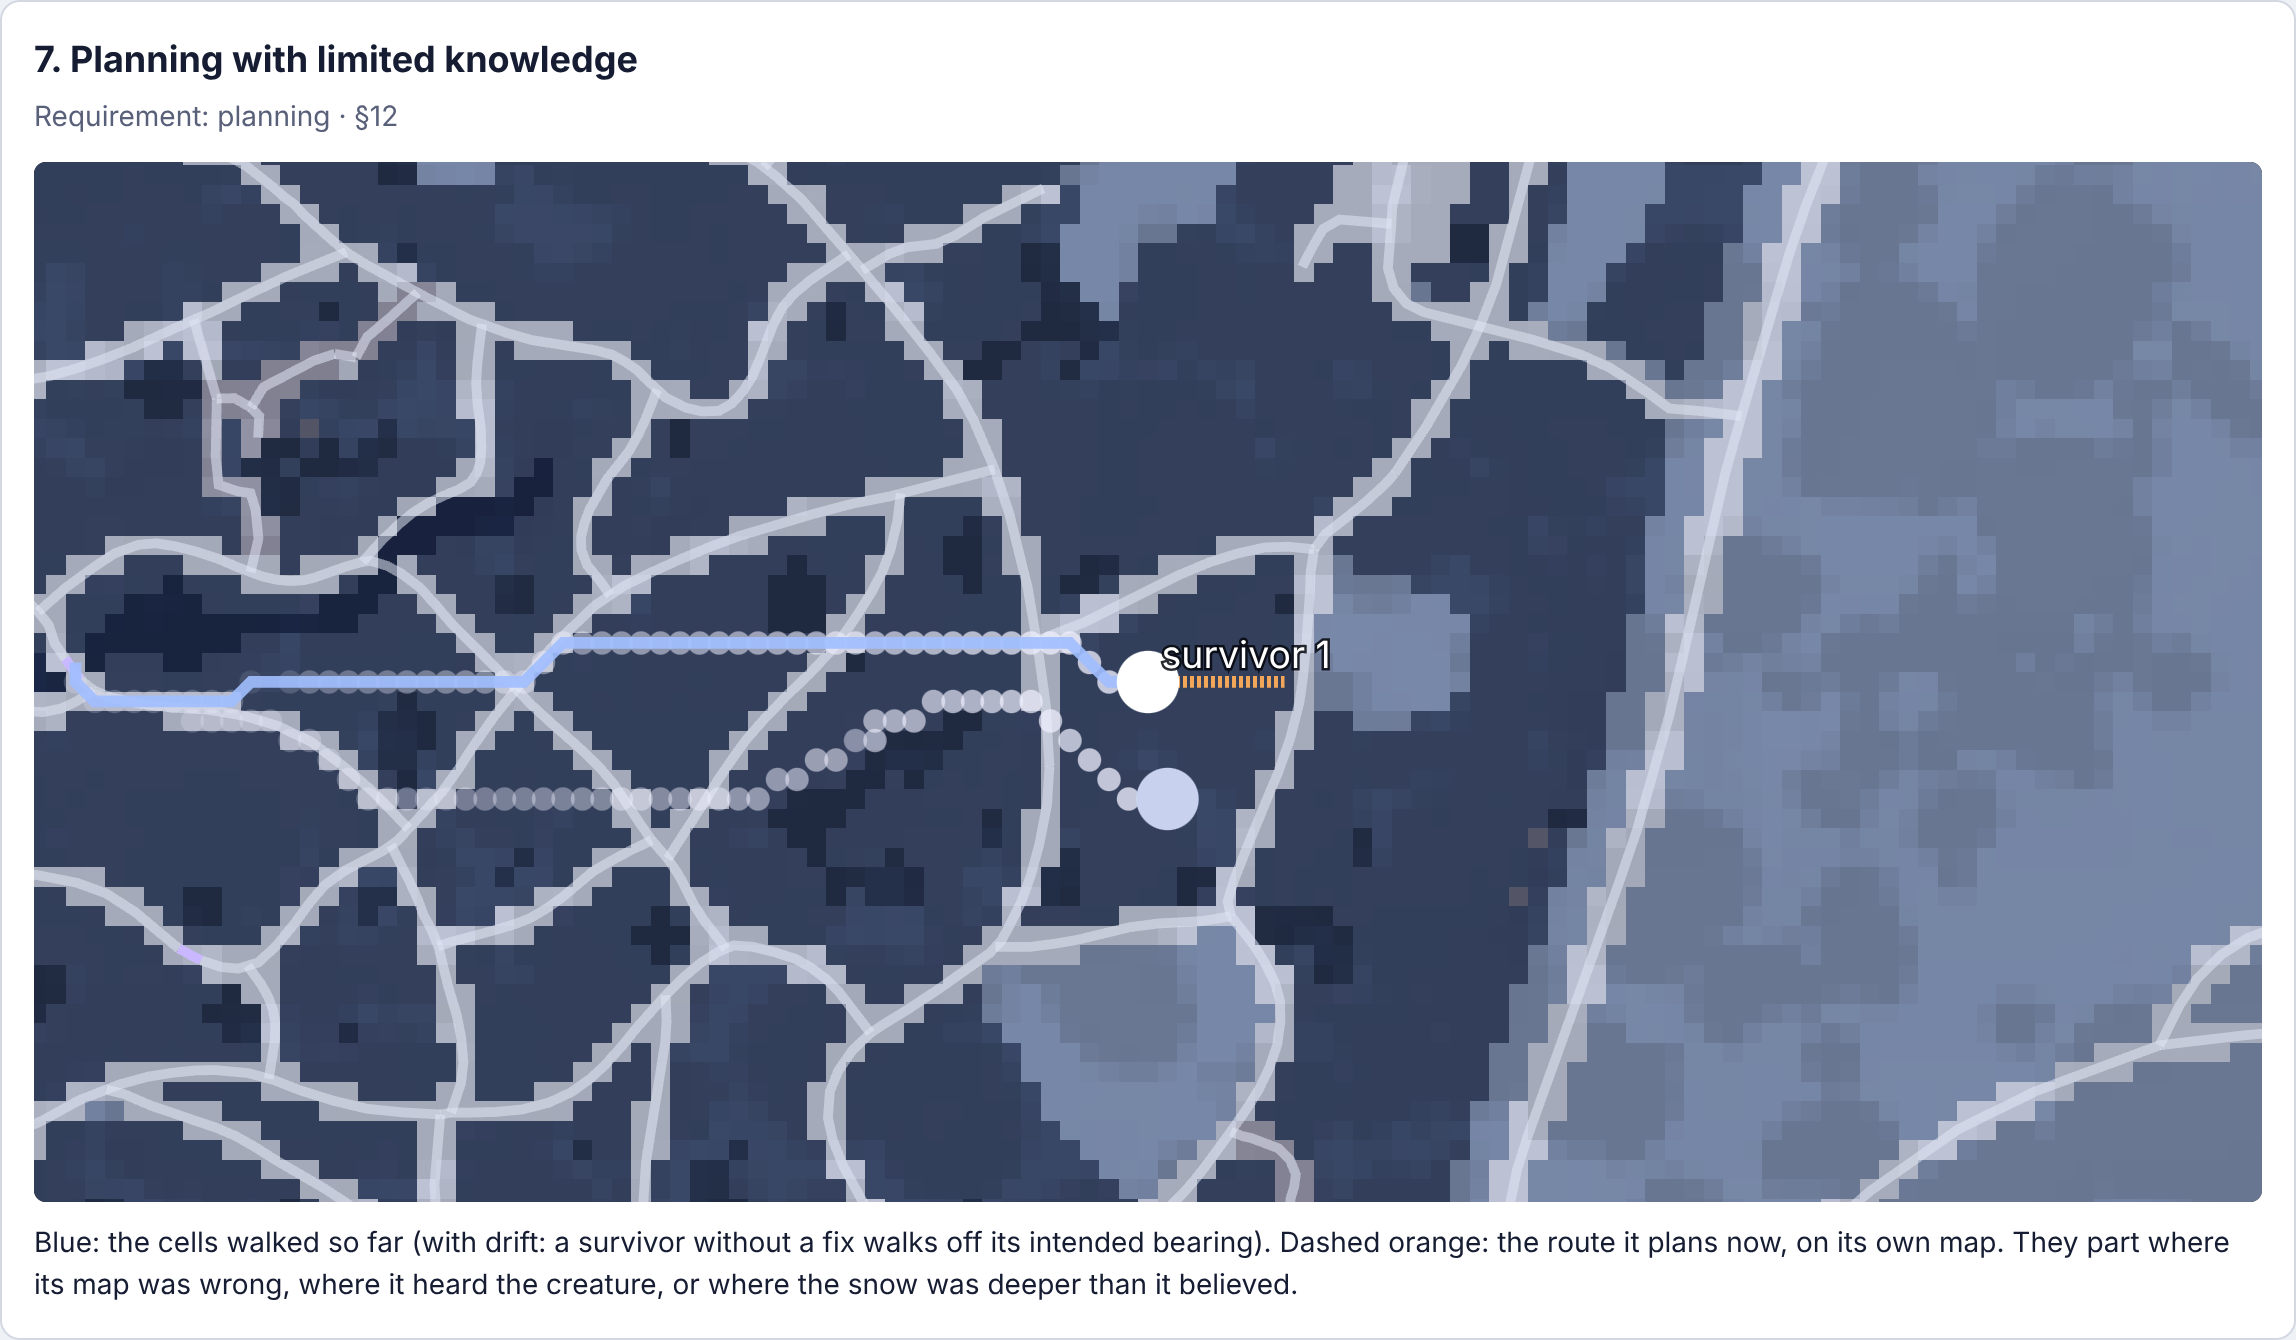 7. Planning with limited knowledge
Requirement: planning · §12
survivor 1
Blue: the cells walked so far (with drift: a survivor without a fix walks off its intended bearing). Dashed orange: the route it plans now, on its own map. They part where
its map was wrong, where it heard the creature, or where the snow was deeper than it believed.